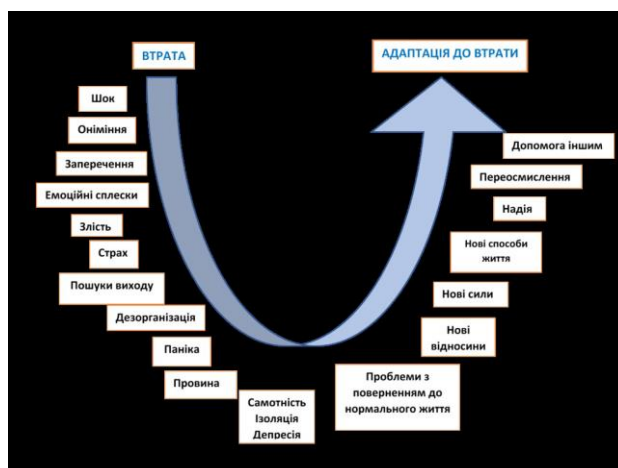 ВТРАТА
АДАПТАЦІЯ ДО ВТРАТИ
Шок
Оніміння
Заперечення
Емоційні сплески
Злість
Страх
Пошуки виходу
Дезорганізація
Паніка
Провина
Самотність
Ізоляція
Депресія
Проблеми з
поверненням до
нормального життя
Нові
відносини
Нові сили
Нові способи
життя
Надія
Переосмислення
Допомога іншим